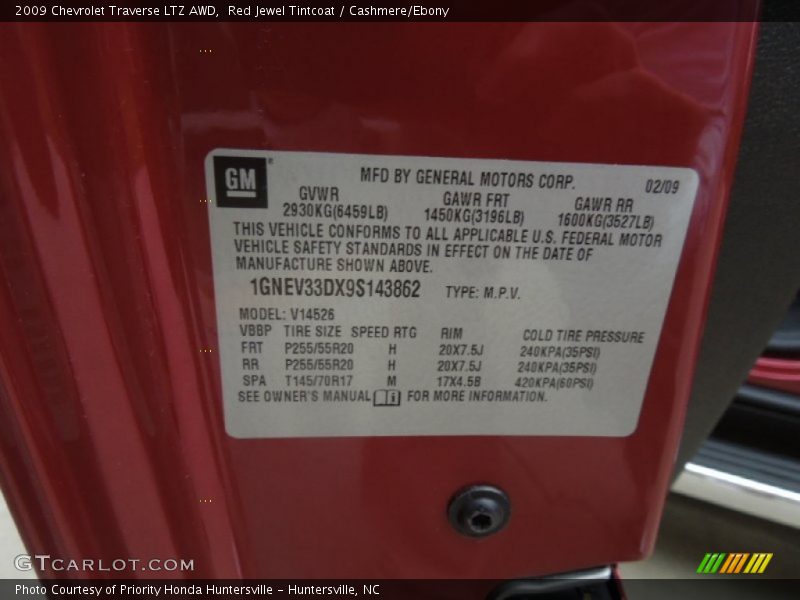 2009 Chevrolet Traverse LTZ AWD,  Red Jewel Tintcoat / Cashmere/Ebony
GM
MFD BY GENERAL MOTORS CORP. 02/09
GVWR GAWR FRT GAWR RR
2930KG(6459LB) 1450KG(3196LB) 1600KG(3527LB)
THIS VEHICLE CONFORMS TO ALL APPLICABLE U.S. FEDERAL MOTOR
VEHICLE SAFETY STANDARDS IN EFFECT ON THE DATE OF
MANUFACTURE SHOWN ABOVE.
1GNEV33DX9S143862 TYPE: M.P.V.
MODEL: V14526
VBBP TIRE SIZE SPEED RTG RIM COLD TIRE PRESSURE
FRT P255/55R20 H 20X7.5J 240KPA(35PSI)
RR P255/55R20 H 20X7.5J 240KPA(35PSI)
SPA T145/70R17 M 17X4.5B 420KPA(60PSI)
SEE OWNER'S MANUAL FOR MORE INFORMATION.
GTCARLOT.COM
Photo Courtesy of Priority Honda Huntersville - Huntersville, NC